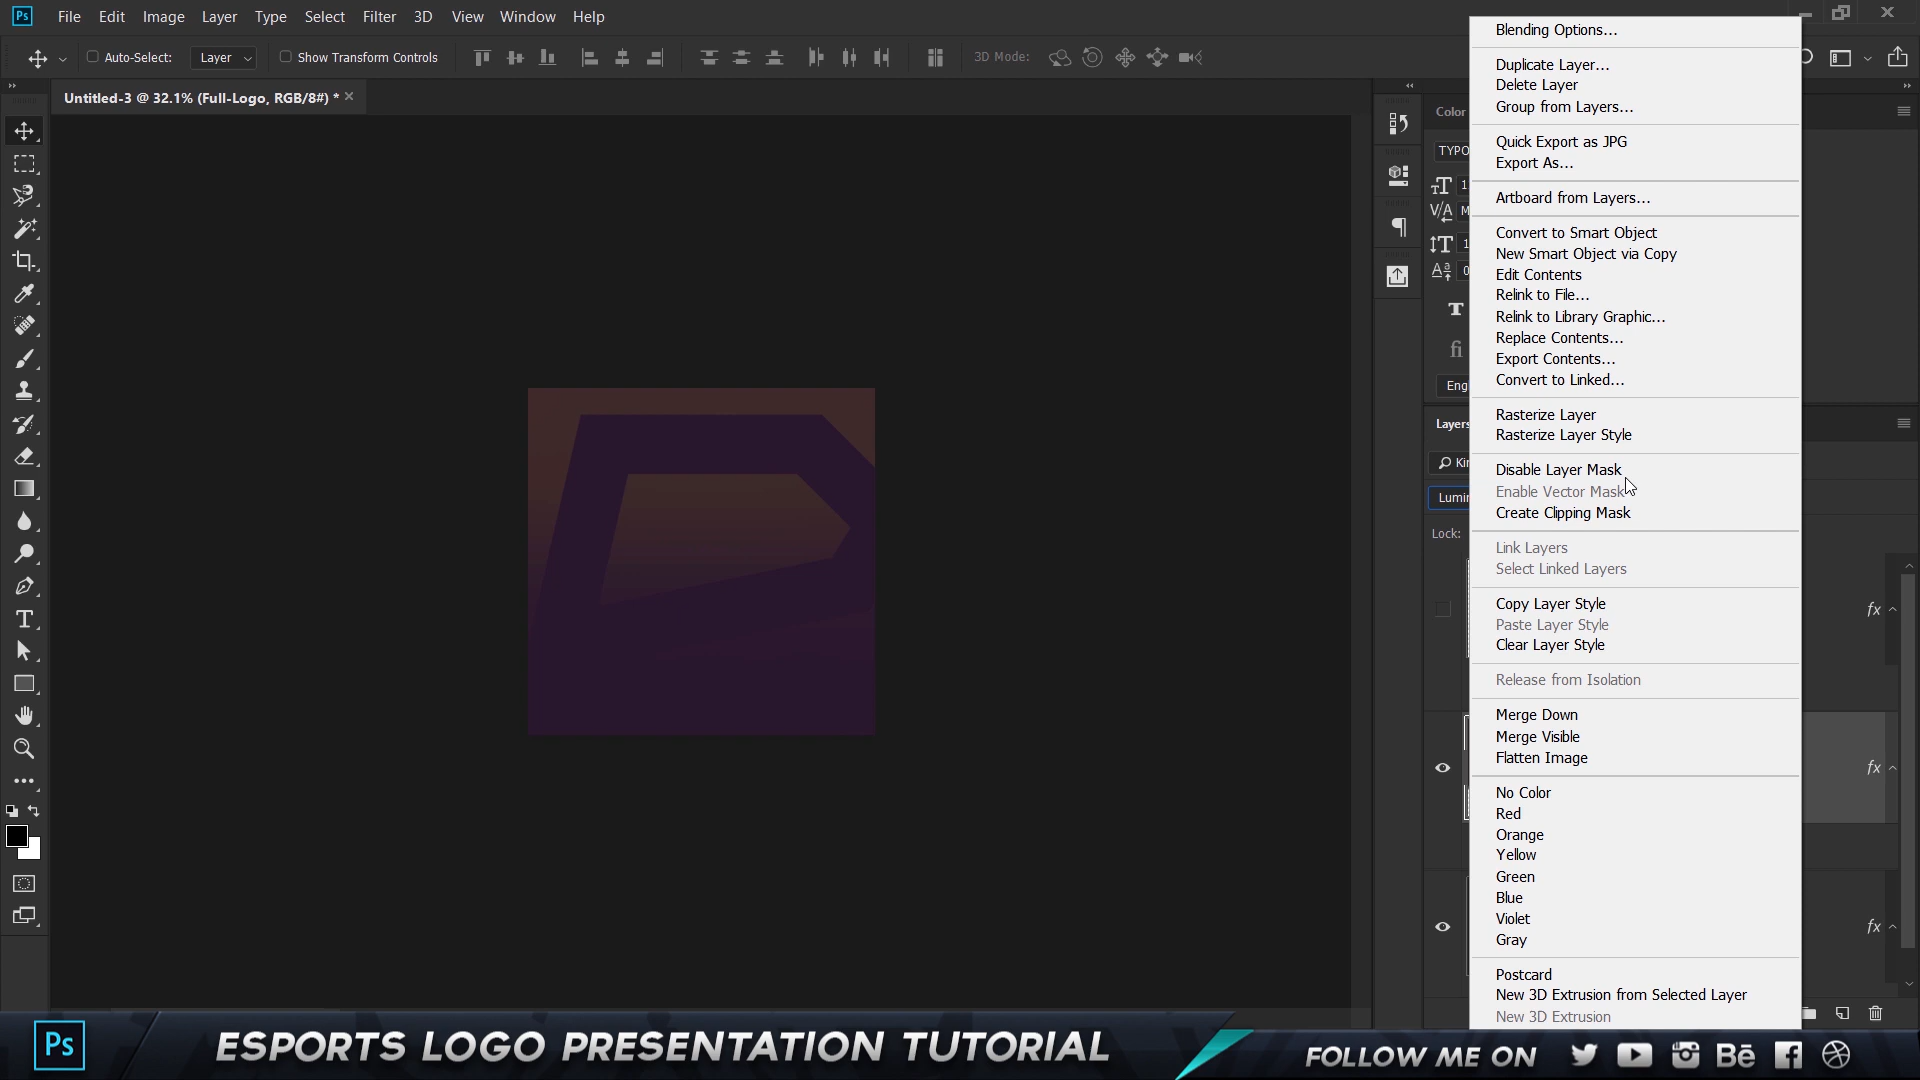 Ps File Edit Image Layer Type Select Filter 3D View Window Help
Auto-Select: Layer Show Transform Controls 3D Mode:
Untitled-3 @ 32.1% (Full-Logo, RGB/8#) *
Color
TYPO
Engl
Layers
Lumin
Lock:
fx
fx
fx
Blending Options...
Duplicate Layer...
Delete Layer
Group from Layers...
Quick Export as JPG
Export As...
Artboard from Layers...
Convert to Smart Object
New Smart Object via Copy
Edit Contents
Relink to File...
Relink to Library Graphic...
Replace Contents...
Export Contents...
Convert to Linked...
Rasterize Layer
Rasterize Layer Style
Disable Layer Mask
Enable Vector Mask
Create Clipping Mask
Link Layers
Select Linked Layers
Copy Layer Style
Paste Layer Style
Clear Layer Style
Release from Isolation
Merge Down
Merge Visible
Flatten Image
No Color
Red
Orange
Yellow
Green
Blue
Violet
Gray
Postcard
New 3D Extrusion from Selected Layer
New 3D Extrusion
Ps ESPORTS LOGO PRESENTATION TUTORIAL
FOLLOW ME ON